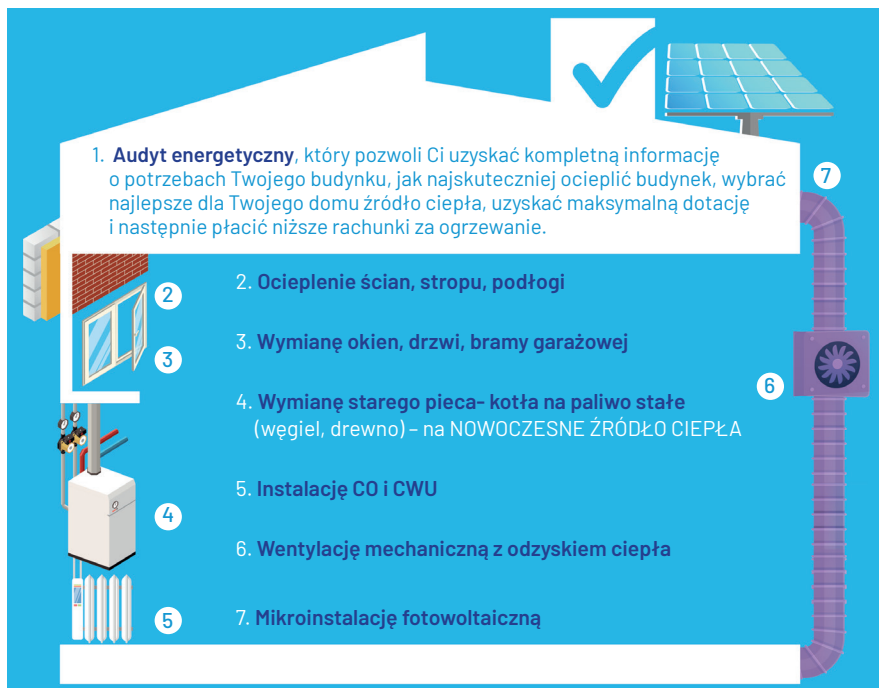 1. Audyt energetyczny, który pozwoli Ci uzyskać kompletną informację
o potrzebach Twojego budynku, jak najskuteczniej ocieplić budynek, wybrać
najlepsze dla Twojego domu źródło ciepła, uzyskać maksymalną dotację
i następnie płacić niższe rachunki za ogrzewanie.
7
2. Ocieplenie ścian, stropu, podłogi
2
3. Wymianę okien, drzwi, bramy garażowej
3
6
4. Wymianę starego pieca- kotła na paliwo stałe
(węgiel, drewno) – na NOWOCZESNE ŹRÓDŁO CIEPŁA
5. Instalację CO i CWU
4
6. Wentylację mechaniczną z odzyskiem ciepła
7. Mikroinstalację fotowoltaiczną
5